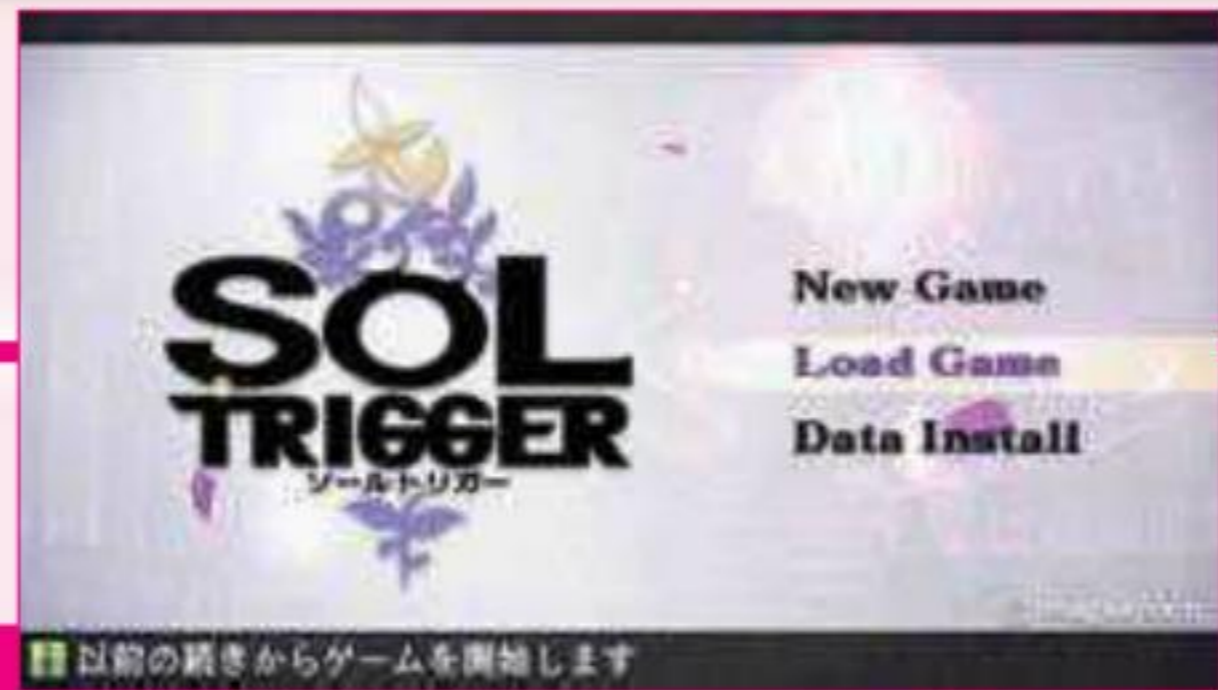 SOL
TRIGGER
ソールトリガー
New Game
Load Game
Data Install
以前の続きからゲームを開始します